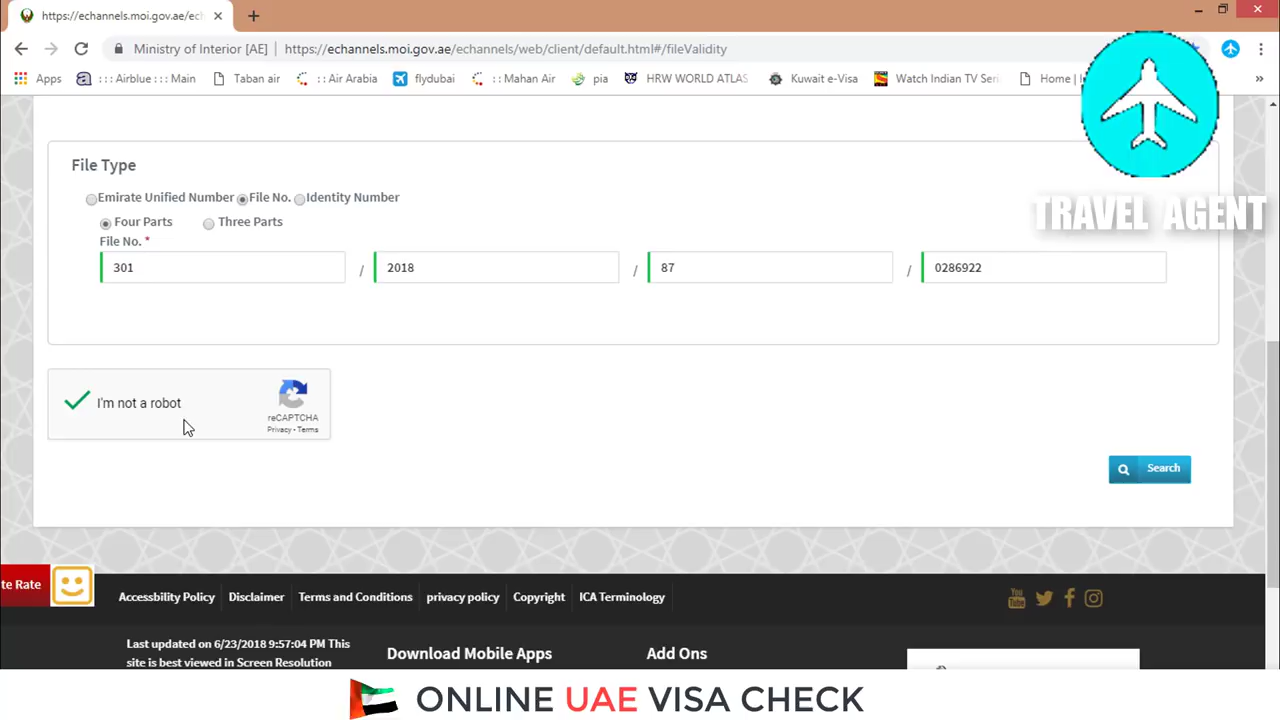 https://echannels.moi.gov.ae/ech
Ministry of Interior [AE] https://echannels.moi.gov.ae/echannels/web/client/default.html#/fileValidity
Apps ::: Airblue ::: Main Taban air :: Air Arabia flydubai :: Mahan Air pia HRW WORLD ATLAS Kuwait e-Visa Watch Indian TV Seri Home |
TRAVEL AGENT
File Type
Emirate Unified Number File No. Identity Number
Four Parts Three Parts
File No. *
301 / 2018 / 87 / 0286922
I'm not a robot
reCAPTCHA
Privacy - Terms
Search
te Rate
Accessbility Policy Disclaimer Terms and Conditions privacy policy Copyright ICA Terminology
You Tube
Last updated on 6/23/2018 9:57:04 PM This
site is best viewed in Screen Resolution
Download Mobile Apps
Add Ons
ONLINE UAE VISA CHECK